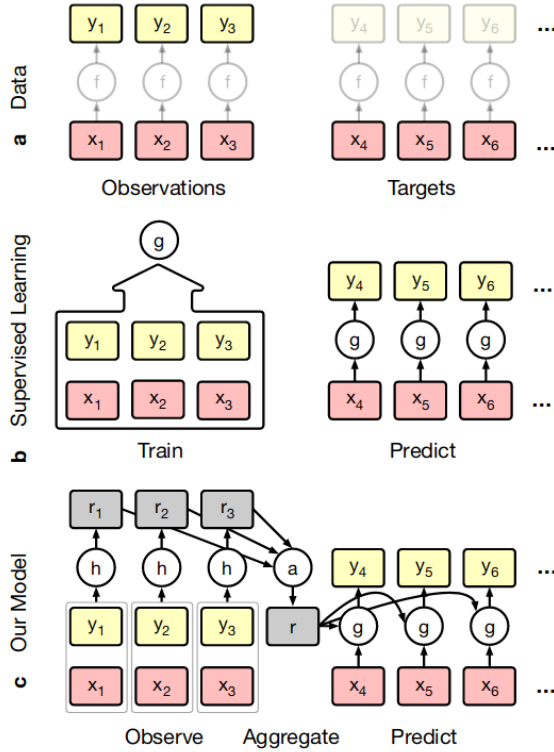 a Data
y1 y2 y3 y4 y5 y6 ...
f f f f f f
x1 x2 x3 x4 x5 x6 ...
Observations Targets
b Supervised Learning
g
y4 y5 y6 ...
y1 y2 y3
g g g
x1 x2 x3 x4 x5 x6 ...
Train Predict
c Our Model
r1 r2 r3
h h h a y4 y5 y6 ...
y1 y2 y3 r g g g
x1 x2 x3 x4 x5 x6 ...
Observe Aggregate Predict